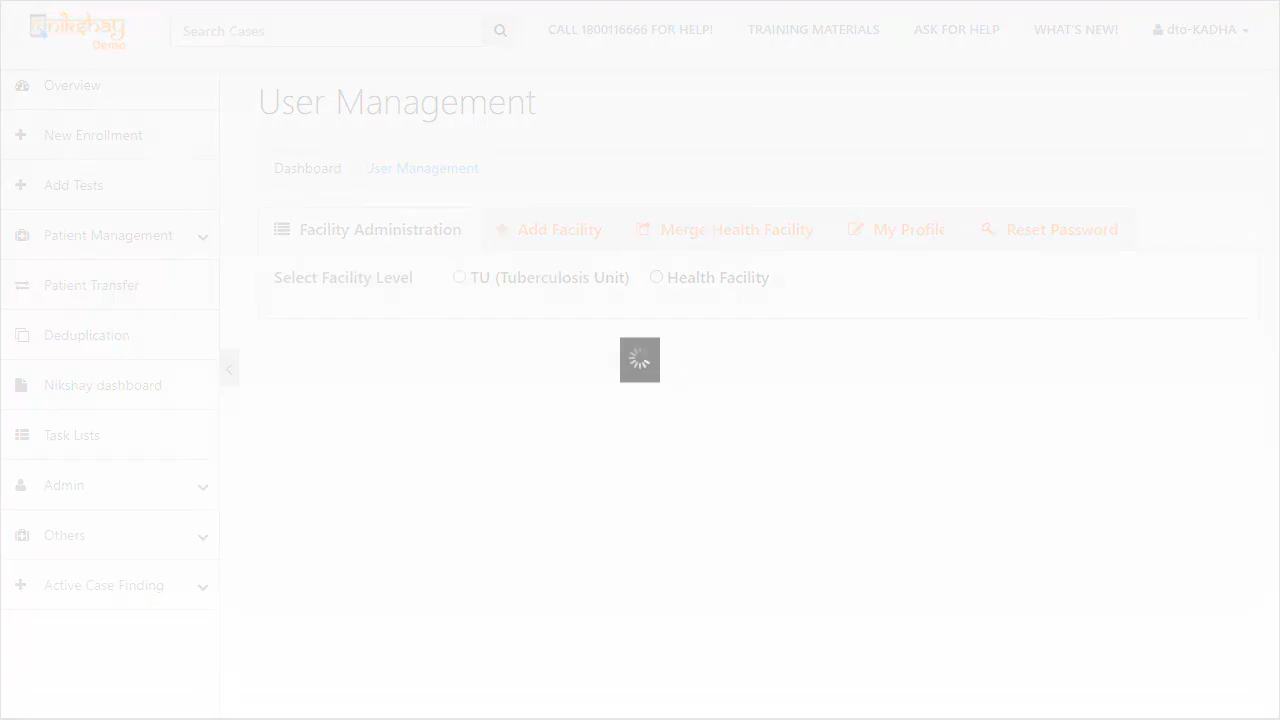 nikshay
Demo
Search Cases
CALL 1800116666 FOR HELP!
TRAINING MATERIALS
ASK FOR HELP
WHAT'S NEW!
dto-KADHA
Overview
New Enrollment
Add Tests
Patient Management
Patient Transfer
Deduplication
Nikshay dashboard
Task Lists
Admin
Others
Active Case Finding
User Management
Dashboard
User Management
Facility Administration
Add Facility
Merge Health Facility
My Profile
Reset Password
Select Facility Level
TU (Tuberculosis Unit)
Health Facility